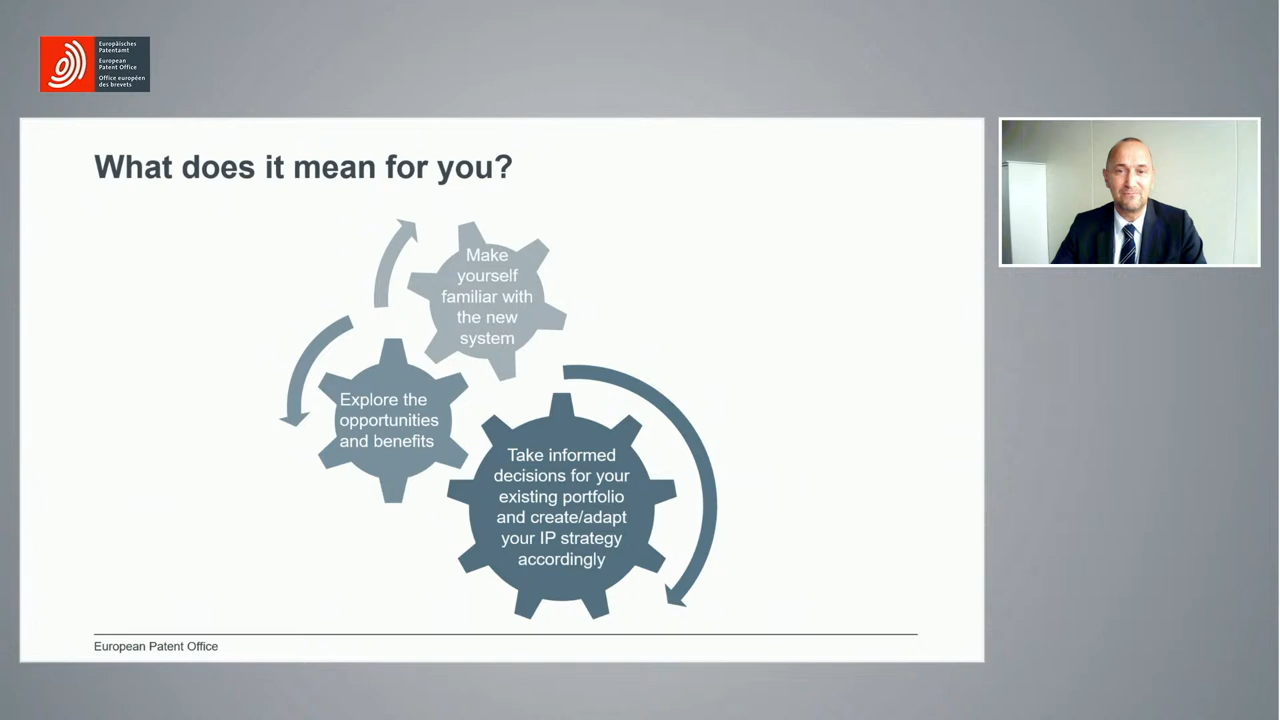 Europäisches
Patentamt
European
Patent Office
Office européen
des brevets
What does it mean for you?
Make
yourself
familiar with
the new
system
Explore the
opportunities
and benefits
Take informed
decisions for your
existing portfolio
and create/adapt
your IP strategy
accordingly
European Patent Office